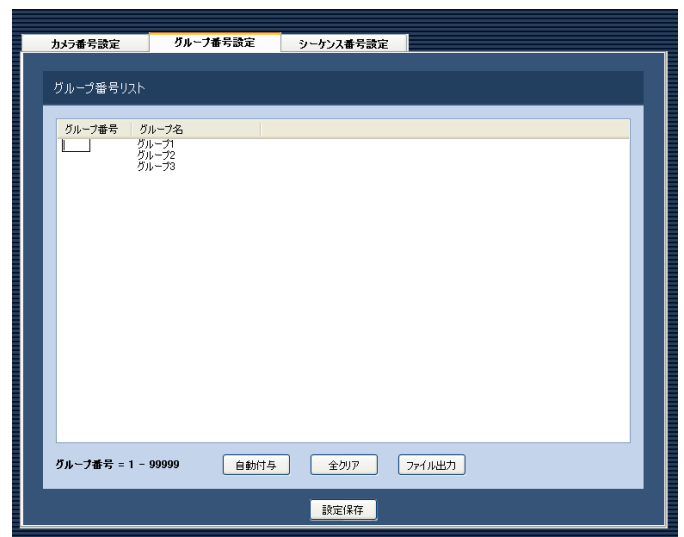 カメラ番号設定 グループ番号設定 シーケンス番号設定
グループ番号リスト
グループ番号 グループ名
グループ1
グループ2
グループ3
グループ番号 = 1 - 99999 自動付与 全クリア ファイル出力
設定保存